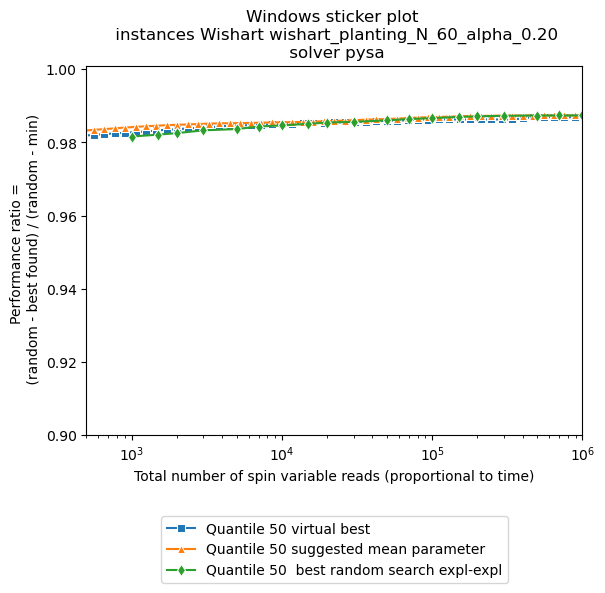 Windows sticker plot
instances Wishart wishart_planting_N_60_alpha_0.20
solver pysa
Performance ratio =
(random - best found) / (random - min)
1.00
0.98
0.96
0.94
0.92
0.90
10³
10⁴
10⁵
10⁶
Total number of spin variable reads (proportional to time)
Quantile 50 virtual best
Quantile 50 suggested mean parameter
Quantile 50  best random search expl-expl